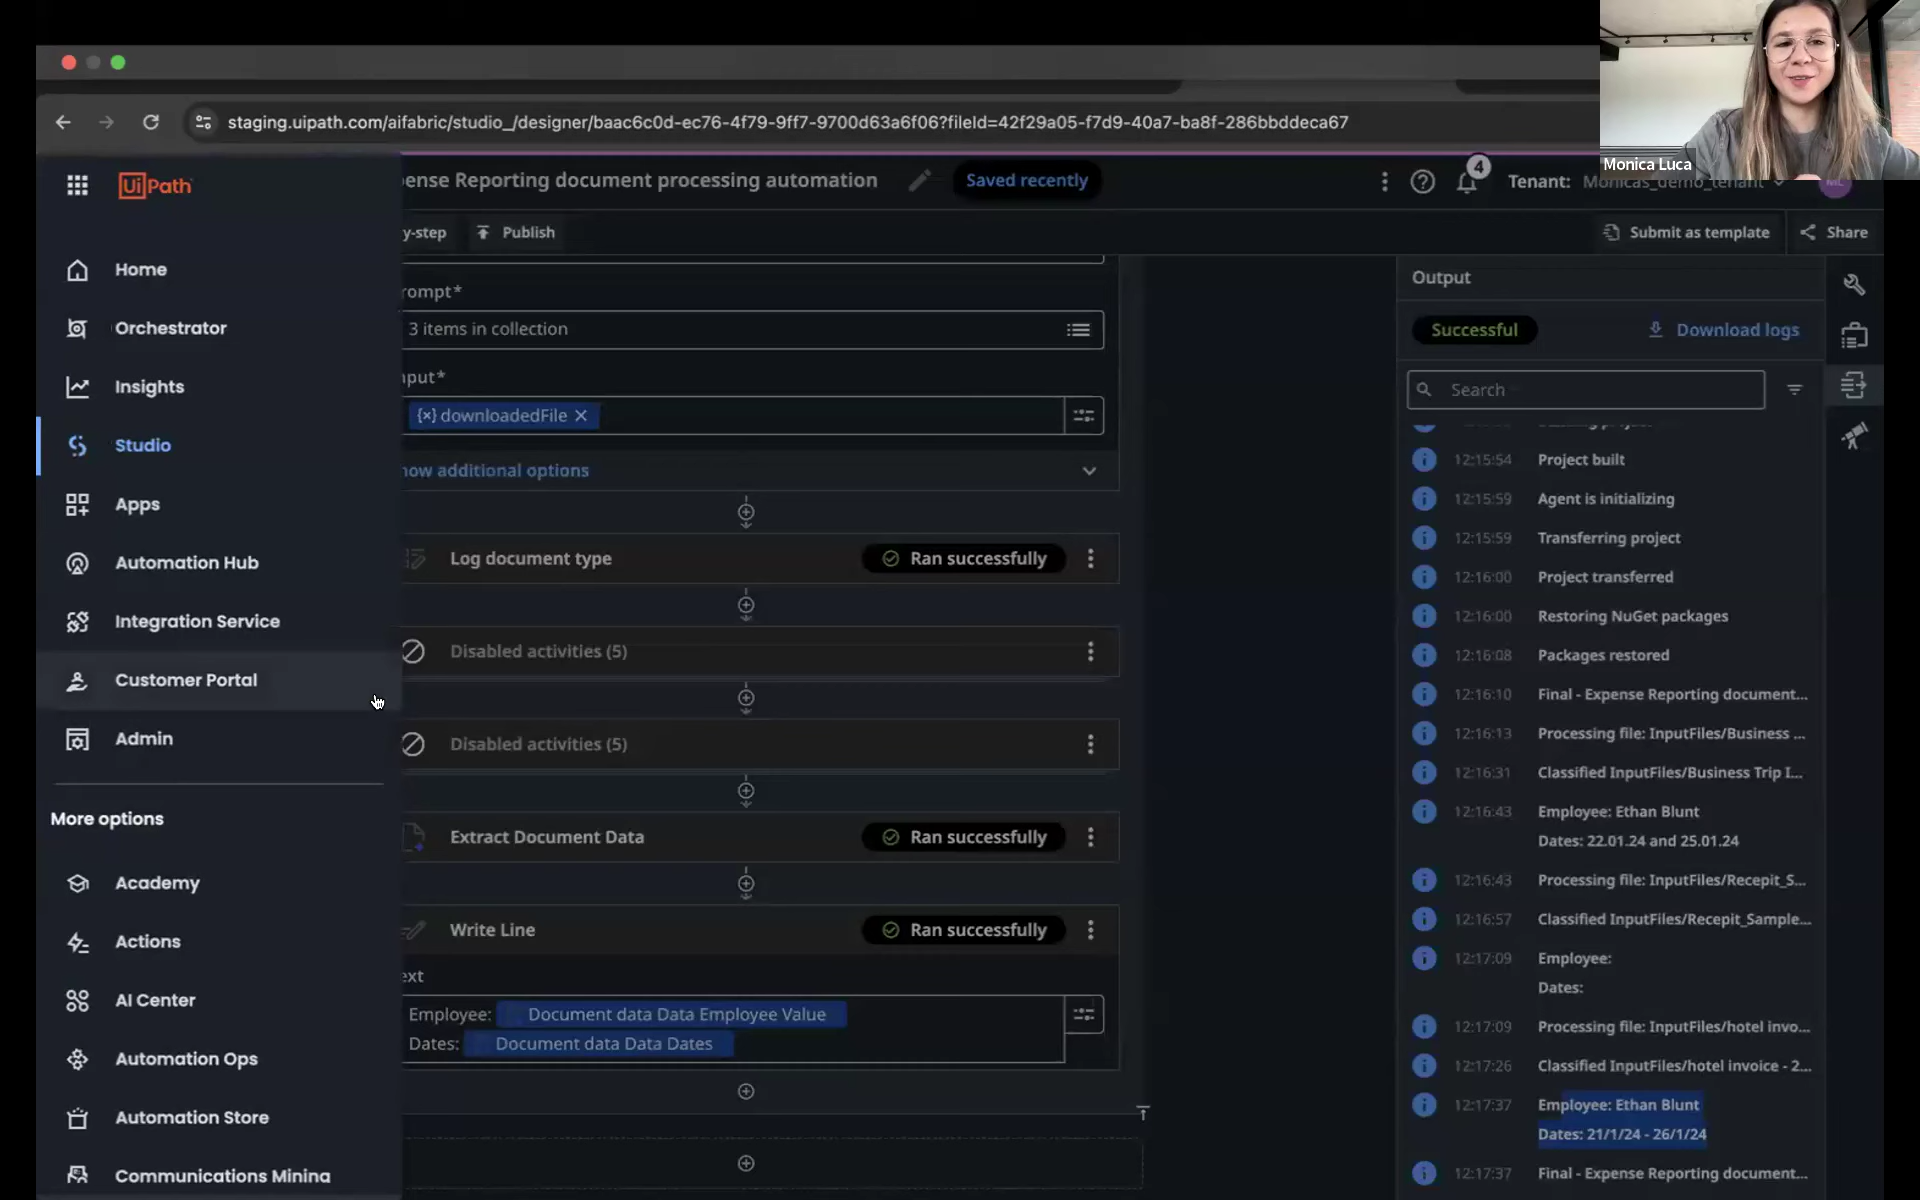 staging.uipath.com/aifabric/studio_/designer/baac6c0d-ec76-4f79-9ff7-9700d63a6f06?fileId=42f29a05-f7d9-40a7-ba8f-286bbddeca67
Monica Luca
UiPath
ense Reporting document processing automation
Saved recently
4
Tenant: Monicas_demo_tenant
y-step
Publish
Submit as template
Share
Home
Orchestrator
Insights
Studio
Apps
Automation Hub
Integration Service
Customer Portal
Admin
More options
Academy
Actions
AI Center
Automation Ops
Automation Store
Communications Mining
rompt*
3 items in collection
nput*
{x} downloadedFile
how additional options
Log document type
Ran successfully
Disabled activities (5)
Disabled activities (5)
Extract Document Data
Ran successfully
Write Line
Ran successfully
ext
Employee: Document data Data Employee Value
Dates: Document data Data Dates
Output
Successful
Download logs
Search
12:15:54 Project built
12:15:59 Agent is initializing
12:15:59 Transferring project
12:16:00 Project transferred
12:16:00 Restoring NuGet packages
12:16:08 Packages restored
12:16:10 Final - Expense Reporting document...
12:16:13 Processing file: InputFiles/Business ...
12:16:31 Classified InputFiles/Business Trip I...
12:16:43 Employee: Ethan Blunt
Dates: 22.01.24 and 25.01.24
12:16:43 Processing file: InputFiles/Recepit_S...
12:16:57 Classified InputFiles/Recepit_Sample...
12:17:09 Employee:
Dates:
12:17:09 Processing file: InputFiles/hotel invo...
12:17:26 Classified InputFiles/hotel invoice - 2...
12:17:37 Employee: Ethan Blunt
Dates: 21/1/24 - 26/1/24
12:17:37 Final - Expense Reporting document...